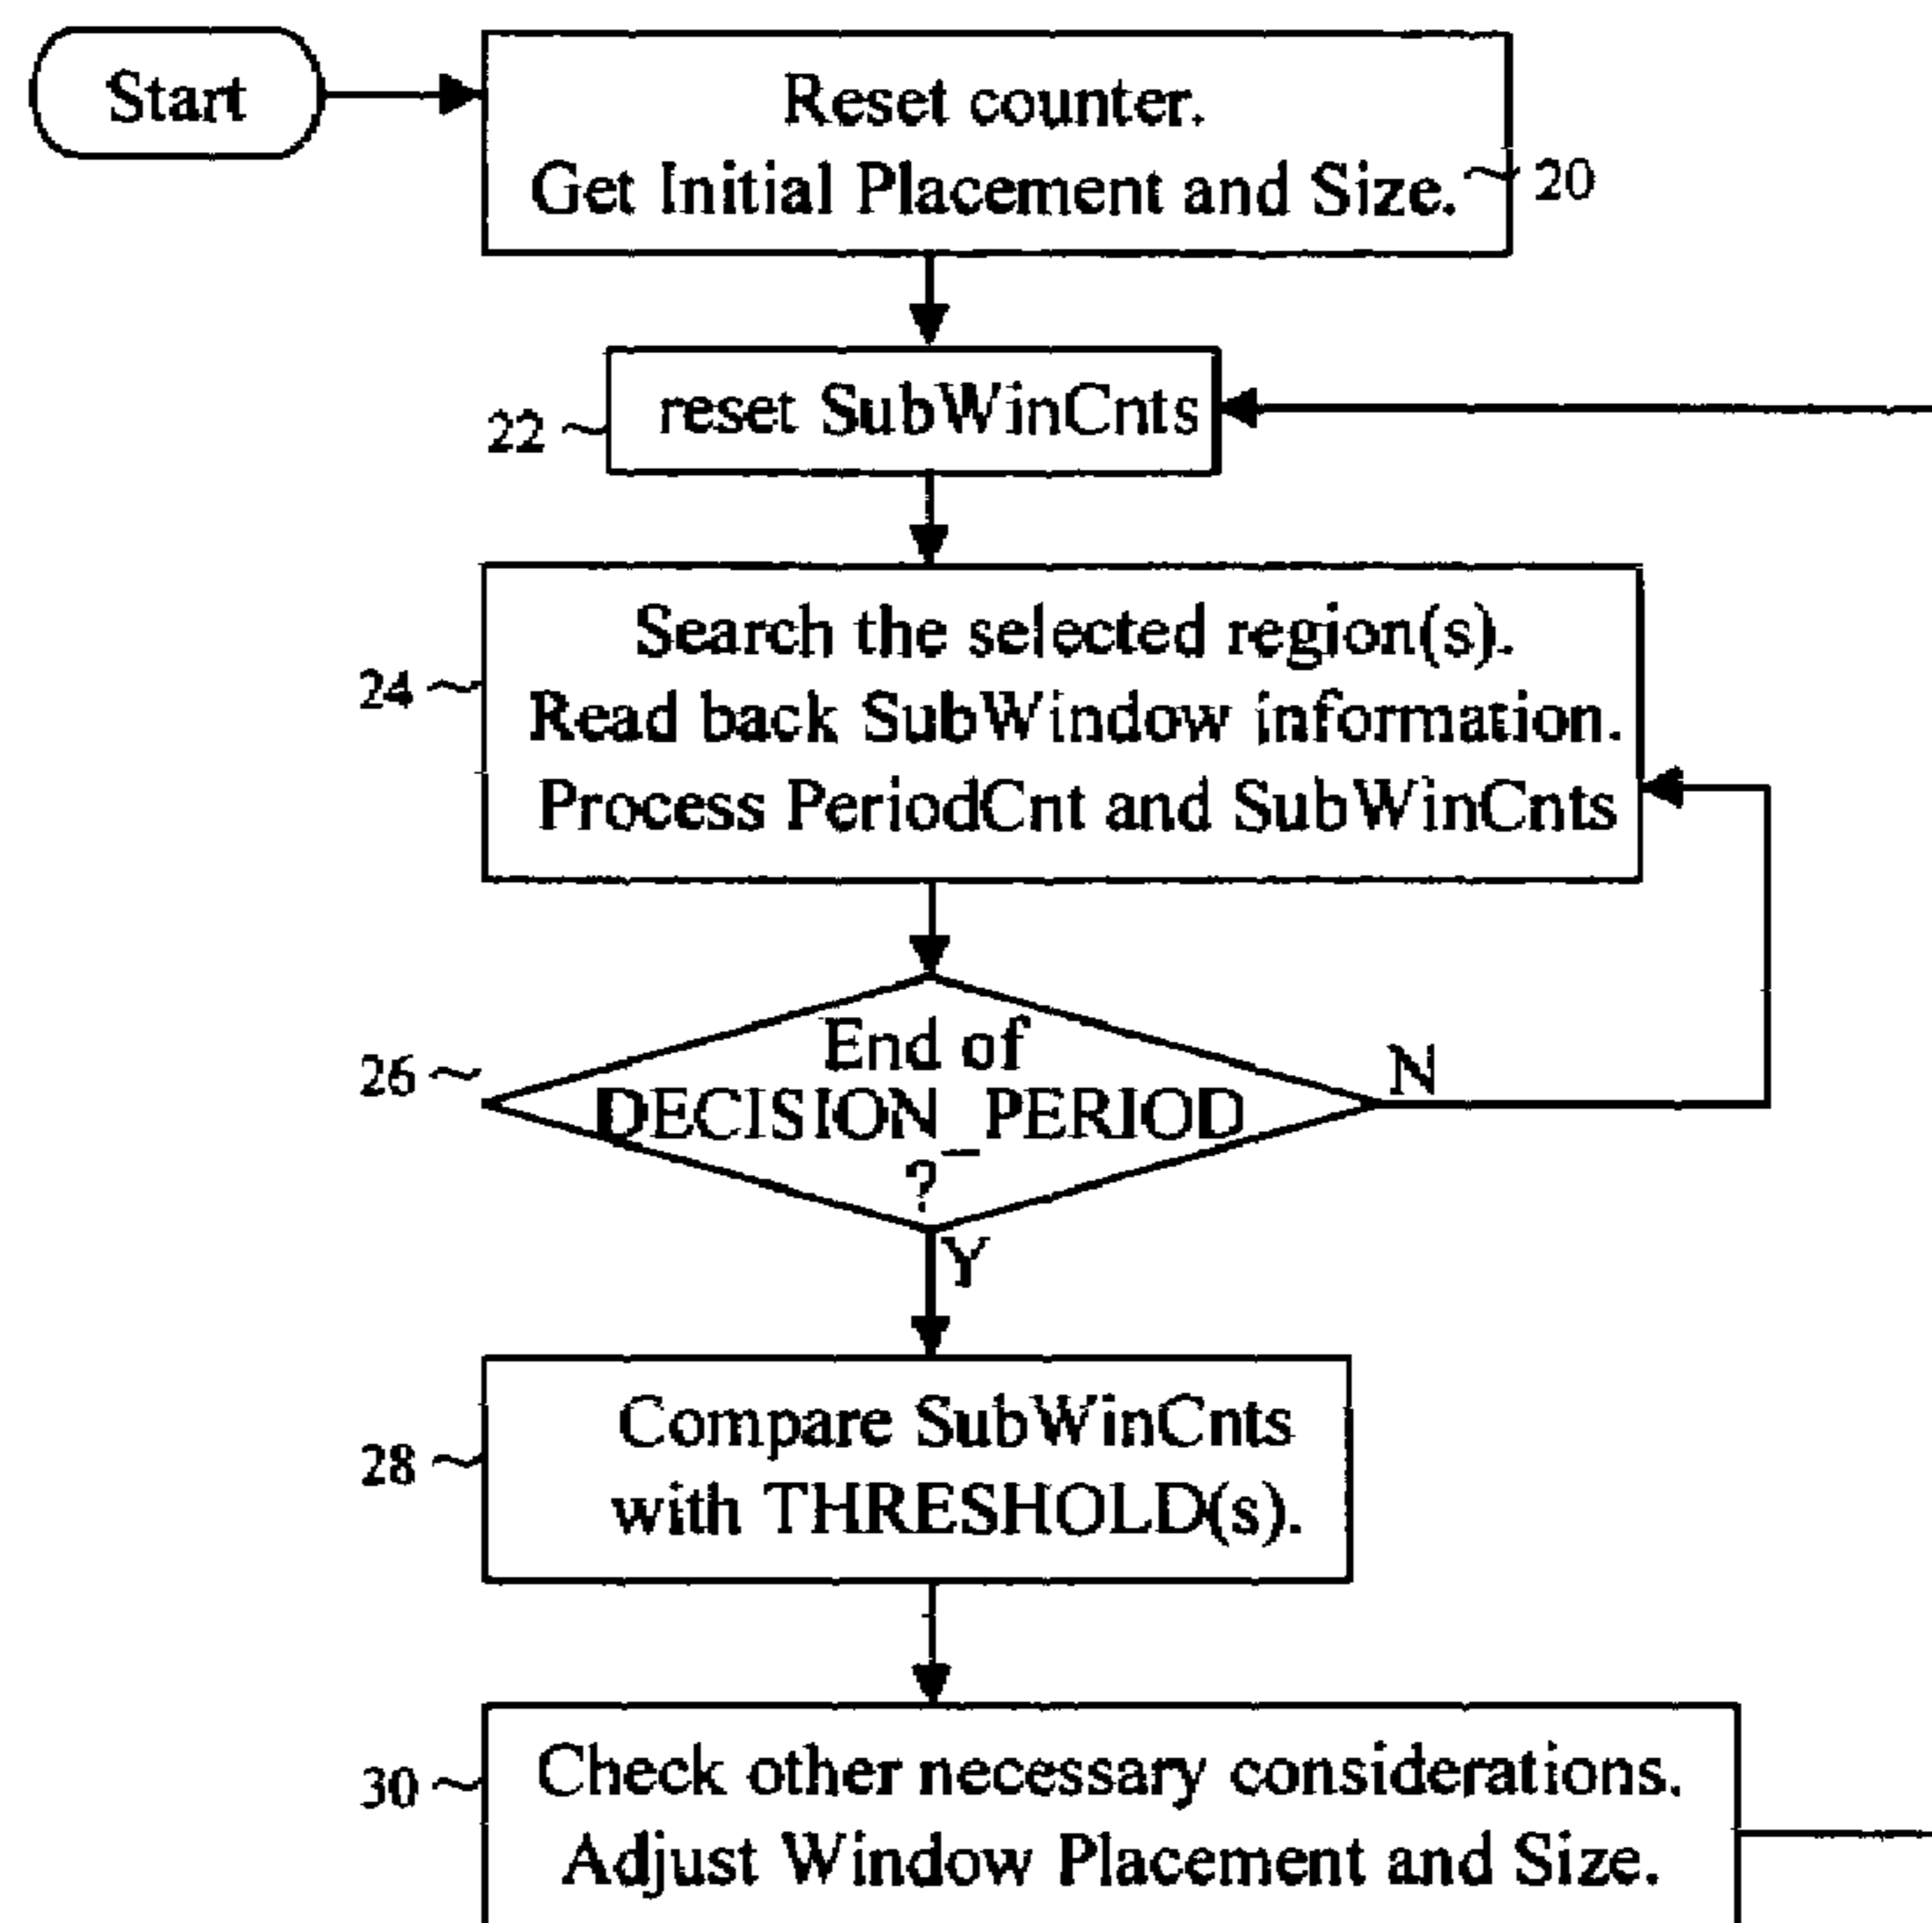 Start
Reset counter.
Get Initial Placement and Size.
20
reset SubWinCnts
22
Search the selected region(s).
24
Read back SubWindow information.
Process PeriodCnt and SubWinCnts
End of
26
N
DECISION_PERIOD
?
Y
Compare SubWinCnts
28
with THRESHOLD(s).
Check other necessary considerations.
30
Adjust Window Placement and Size.